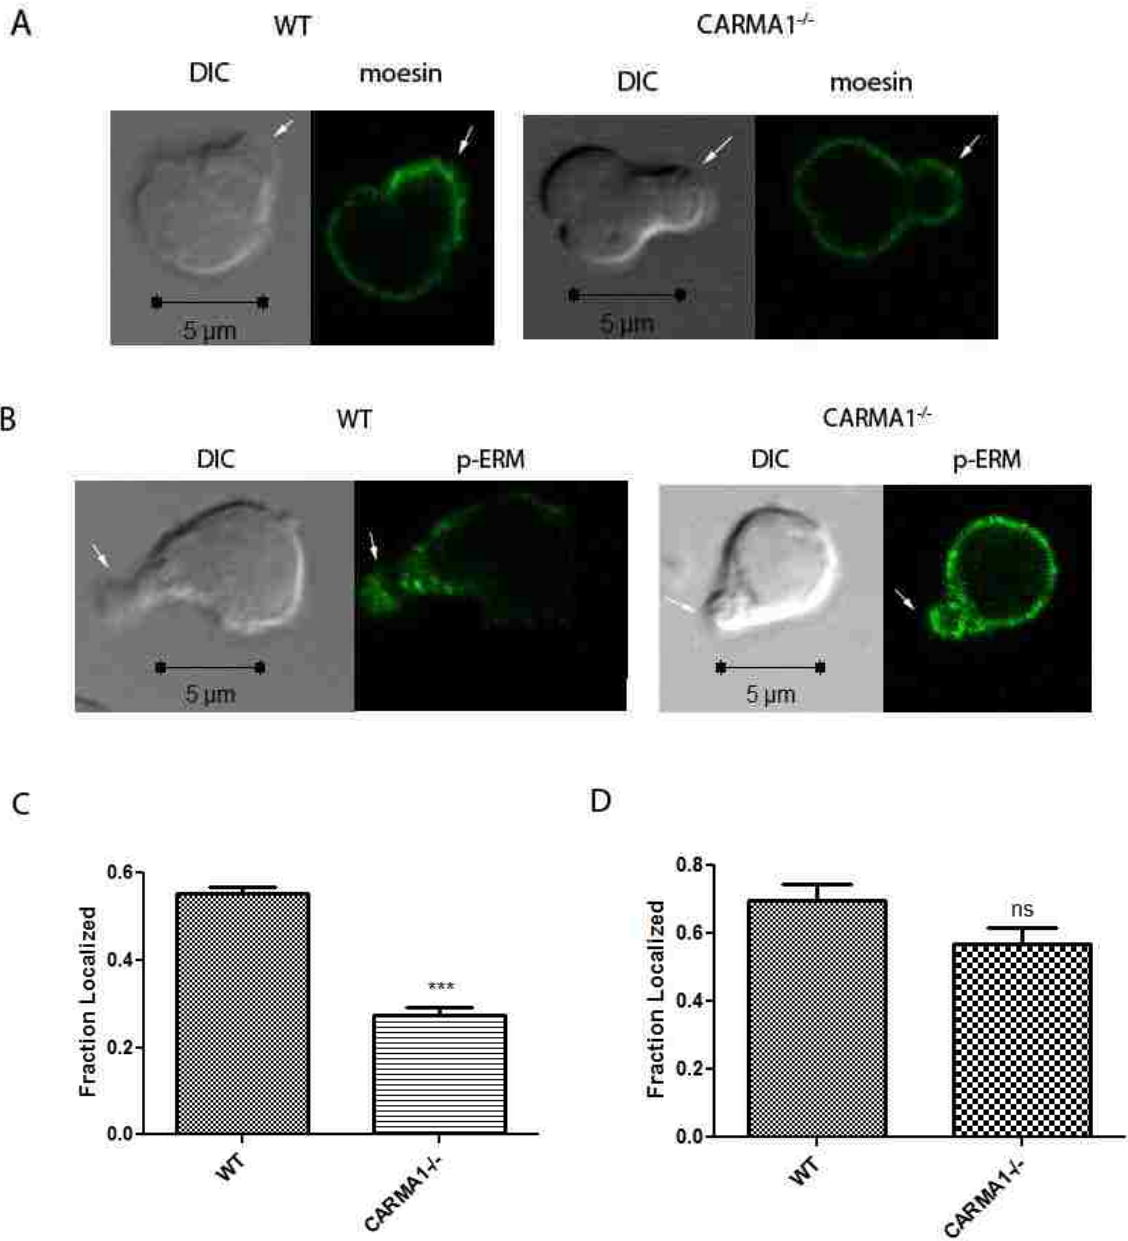 A
WT
CARMA1-/-
DIC
moesin
DIC
moesin
5 µm
5 µm
B
WT
CARMA1-/-
DIC
p-ERM
DIC
p-ERM
5 µm
5 µm
C
D
Fraction Localized
0.6
0.4
0.2
0.0
***
WT
CARMA1-/-
Fraction Localized
0.8
0.6
0.4
0.2
0.0
ns
WT
CARMA1-/-